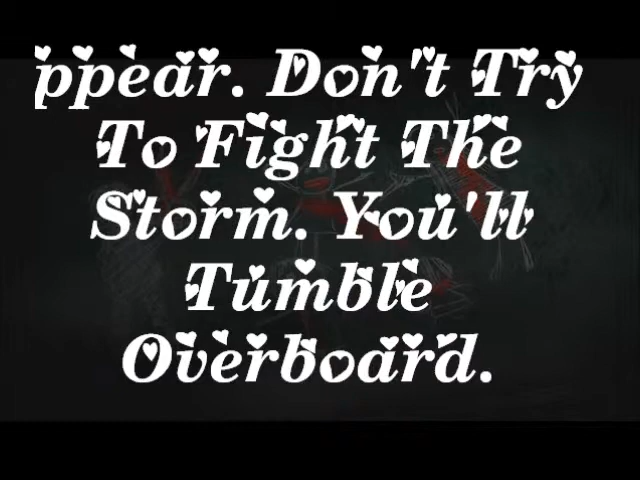 ppear. Don't Try
To Fight The
Storm. You'll
Tumble
Overboard.